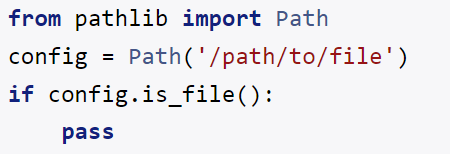 from pathlib import Path
config = Path('/path/to/file')
if config.is_file():
    pass